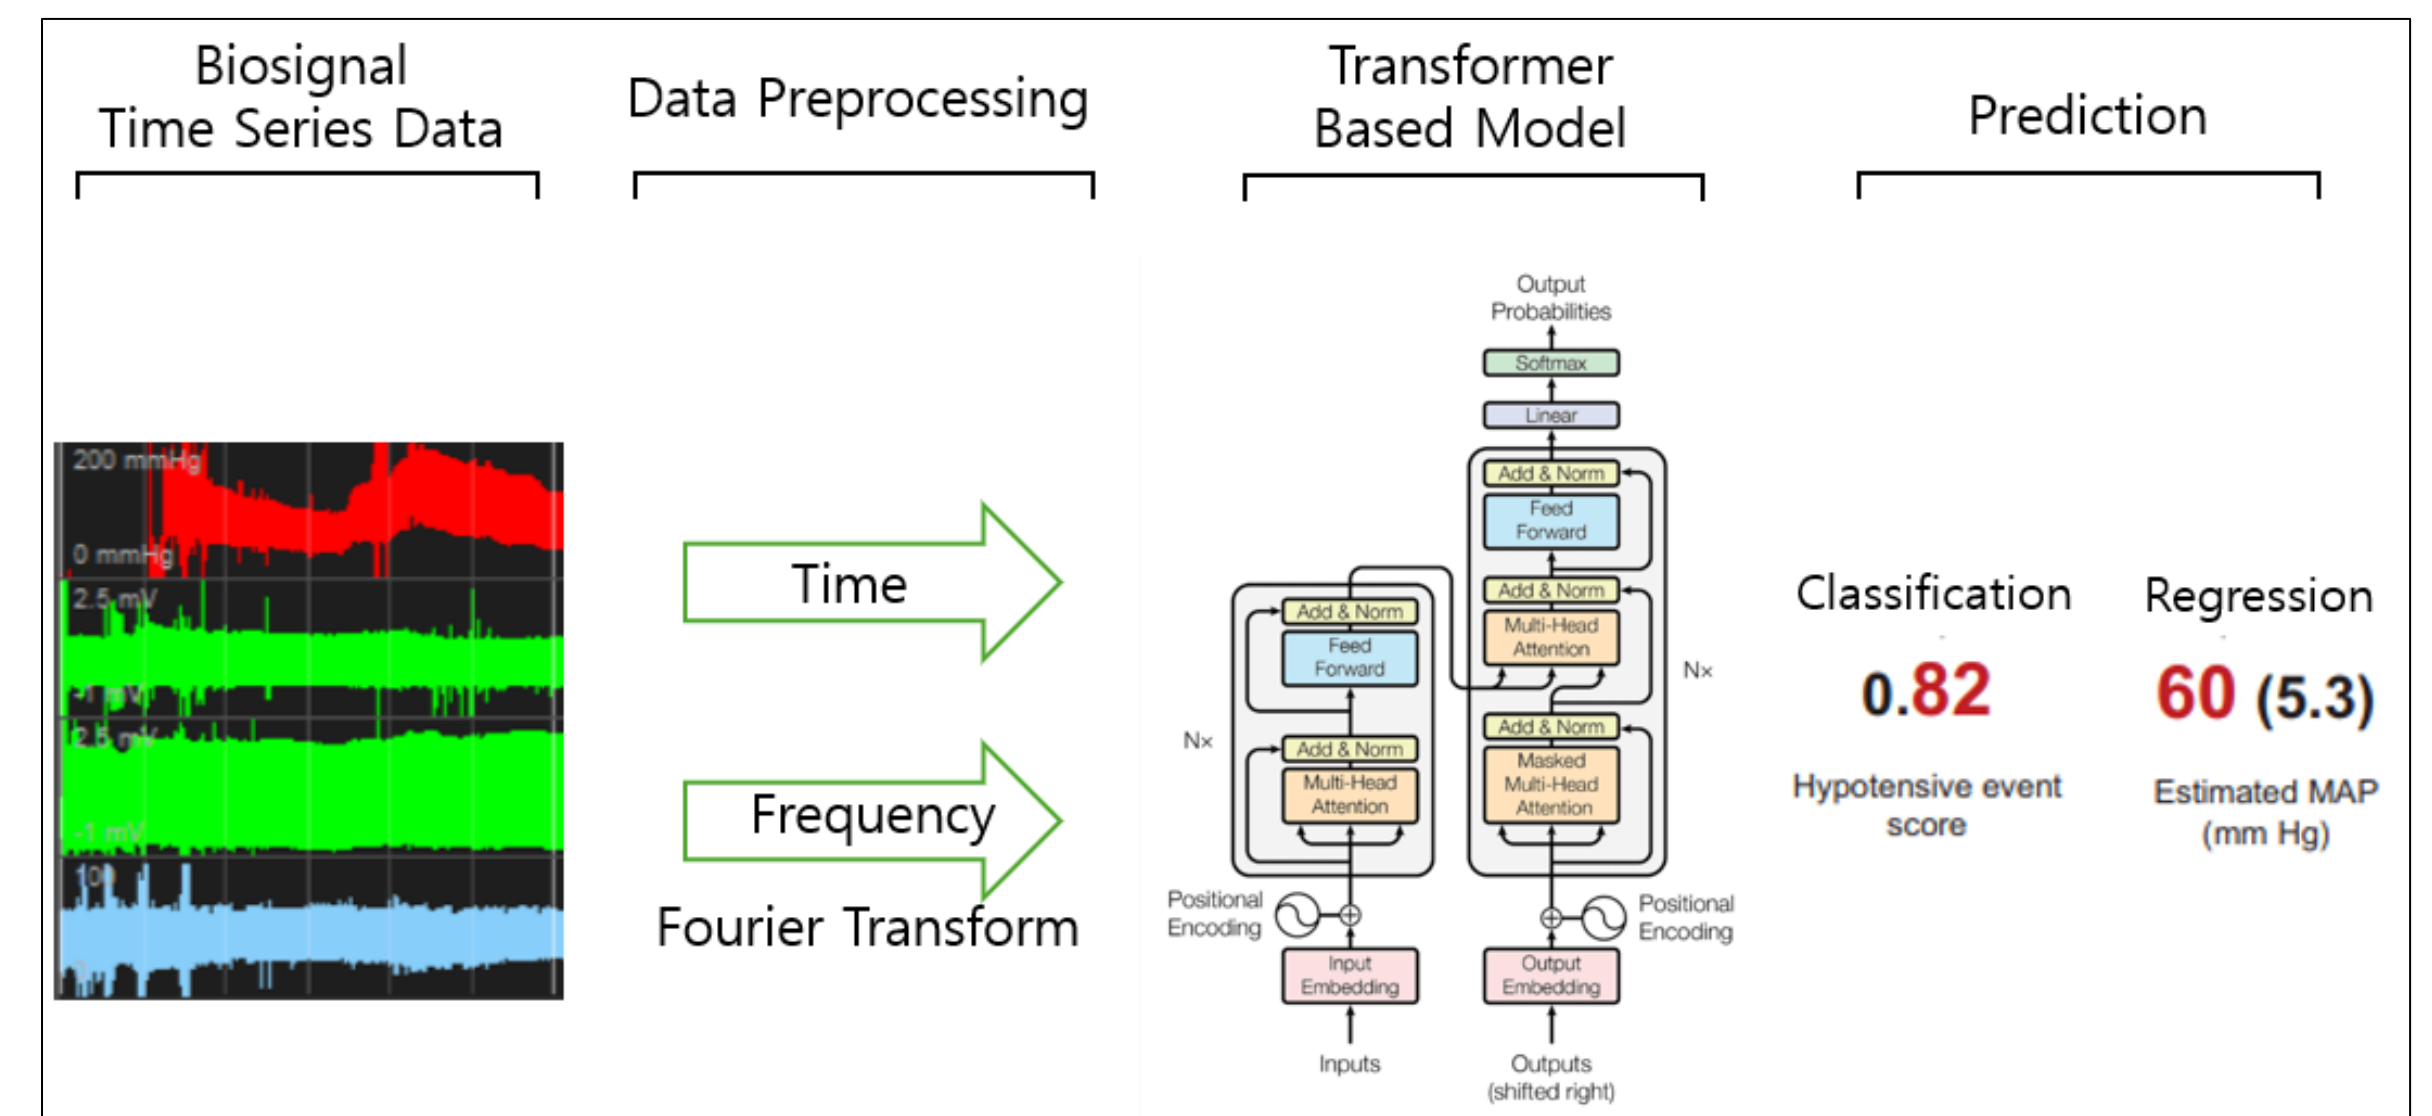 Biosignal
Time Series Data
Data Preprocessing
Transformer
Based Model
Prediction
200 mmHg
0 mmHg
2.5 mV
-1 mV
2.5 mV
-1 mV
100
Time
Frequency
Fourier Transform
Output
Probabilities
Softmax
Linear
Add & Norm
Feed
Forward
Add & Norm
Multi-Head
Attention
Add & Norm
Masked
Multi-Head
Attention
Nx
Add & Norm
Feed
Forward
Add & Norm
Multi-Head
Attention
Nx
Positional
Encoding
Positional
Encoding
Input
Embedding
Output
Embedding
Inputs
Outputs
(shifted right)
Classification
0.82
Hypotensive event
score
Regression
60 (5.3)
Estimated MAP
(mm Hg)